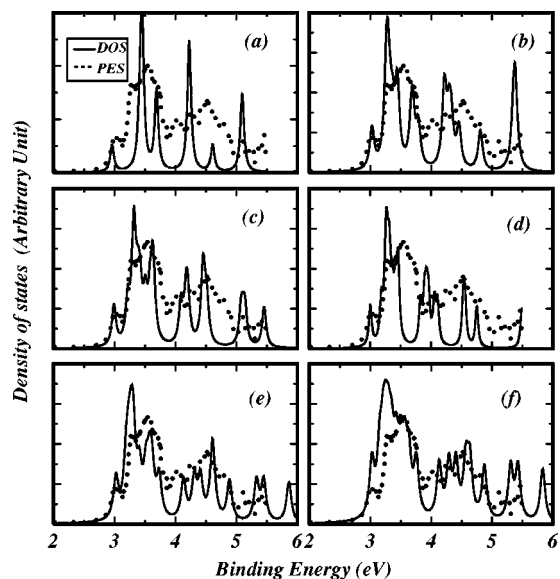 DOS
PES
(a)
(b)
(c)
(d)
(e)
(f)
Density of states (Arbitrary Unit)
2 3 4 5 6 2 3 4 5 6
Binding Energy (eV)